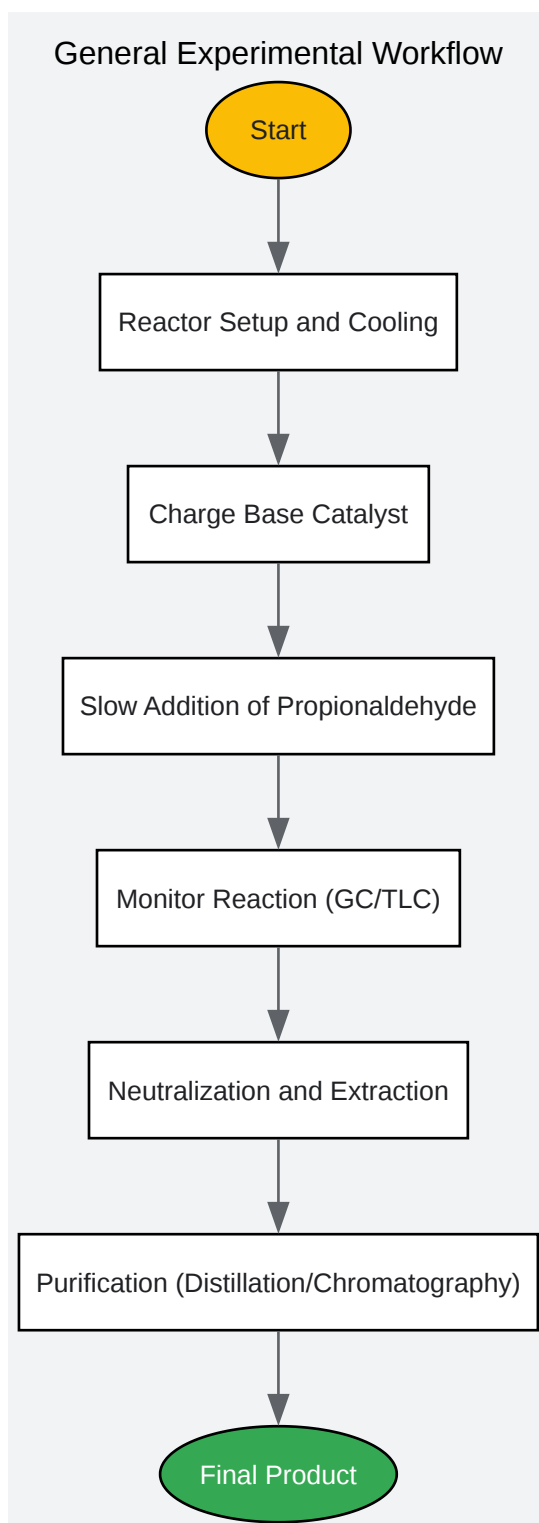 General Experimental Workflow
Start
Reactor Setup and Cooling
Charge Base Catalyst
Slow Addition of Propionaldehyde
Monitor Reaction (GC/TLC)
Neutralization and Extraction
Purification (Distillation/Chromatography)
Final Product